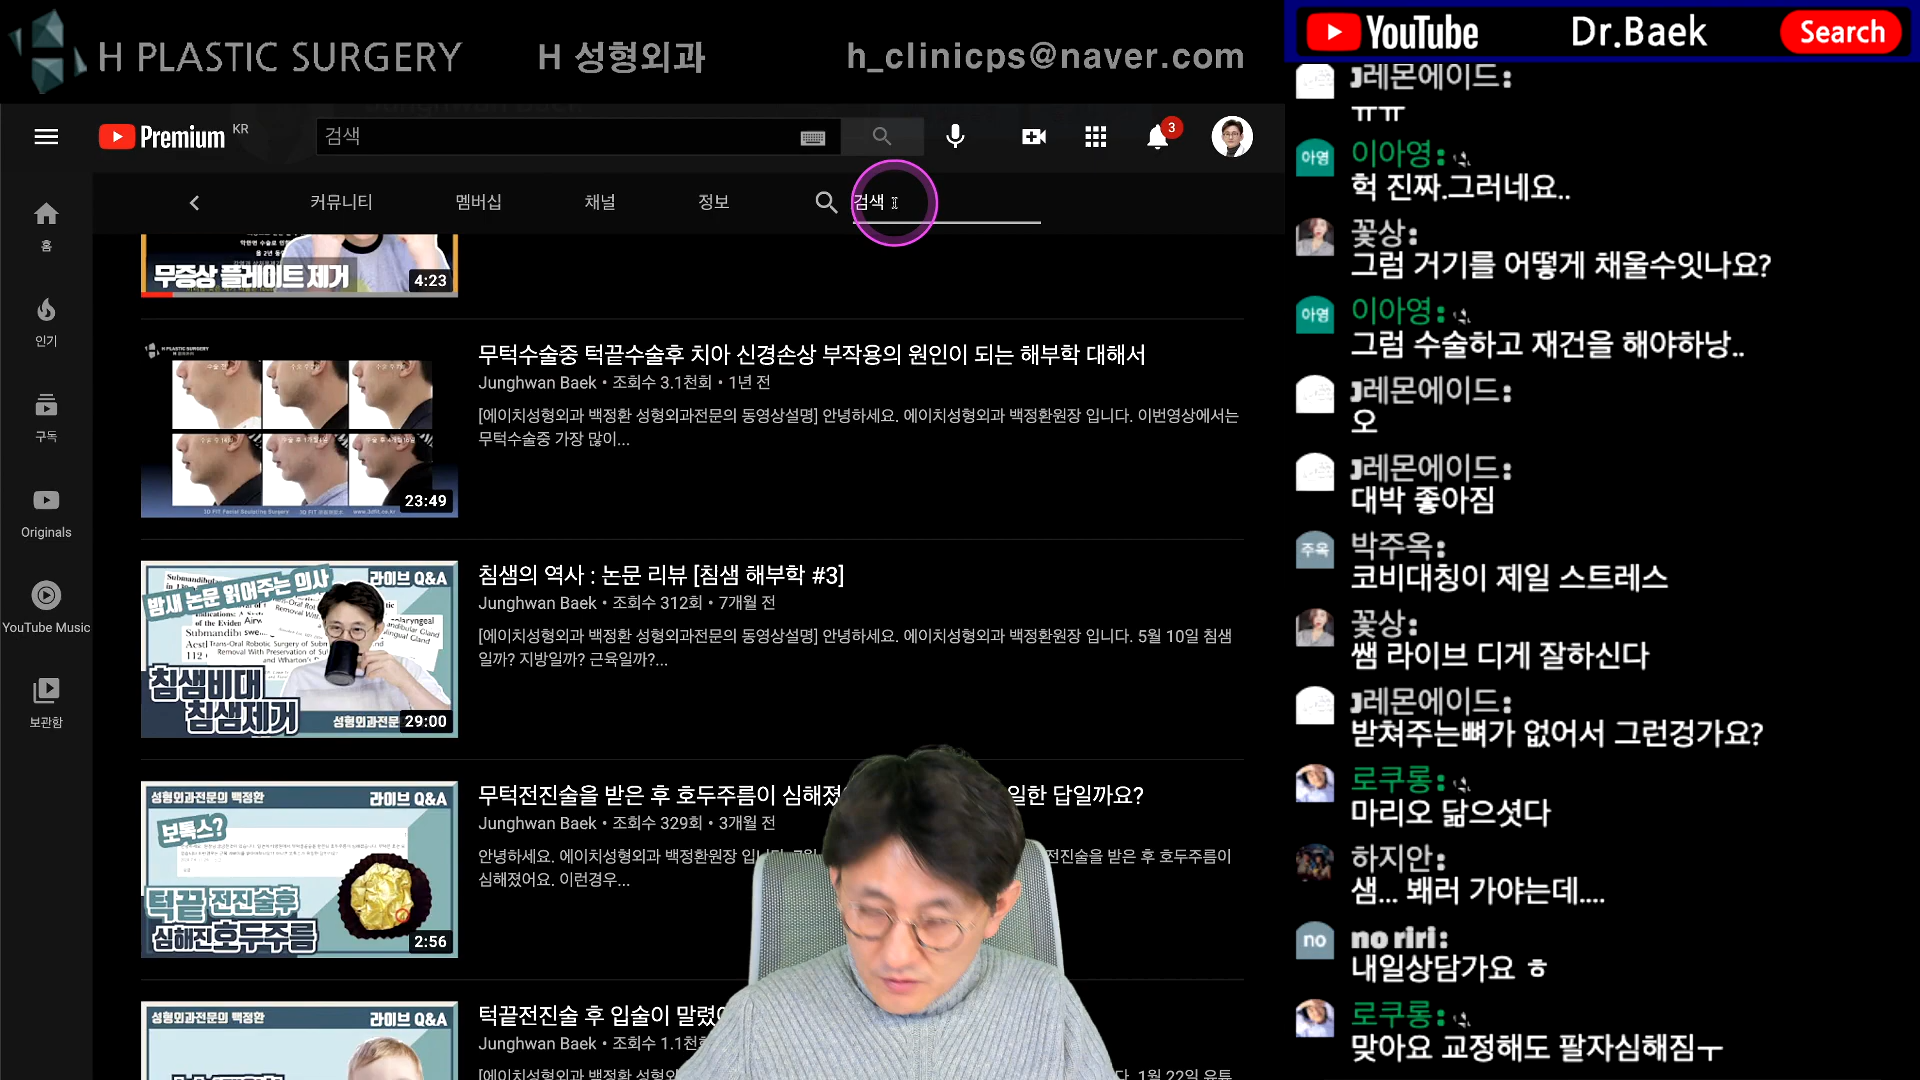 H PLASTIC SURGERY
H 성형외과
h_clinicps@naver.com
YouTube
Dr.Baek
Search
Premium KR
검색
3
커뮤니티
멤버십
채널
정보
검색
홈
인기
구독
Originals
YouTube Music
보관함
무증상 플레이트 제거
4:23
무턱수술중 턱끝수술후 치아 신경손상 부작용의 원인이 되는 해부학 대해서
Junghwan Baek • 조회수 3.1천회 • 1년 전
[에이치성형외과 백정환 성형외과전문의 동영상설명] 안녕하세요. 에이치성형외과 백정환원장 입니다. 이번영상에서는
무턱수술중 가장 많이...
H PLASTIC SURGERY
23:49
침샘의 역사 : 논문 리뷰 [침샘 해부학 #3]
Junghwan Baek • 조회수 312회 • 7개월 전
[에이치성형외과 백정환 성형외과전문의 동영상설명] 안녕하세요. 에이치성형외과 백정환원장 입니다. 5월 10일 침샘
일까? 지방일까? 근육일까?...
라이브 Q&A
밤새 논문 읽어주는 의사
침샘비대
침샘제거
성형외과전문
29:00
무턱전진술을 받은 후 호두주름이 심해졌
일한 답일까요?
Junghwan Baek • 조회수 329회 • 3개월 전
안녕하세요. 에이치성형외과 백정환원장 입
전진술을 받은 후 호두주름이
심해졌어요. 이런경우...
성형외과전문의 백정환
라이브 Q&A
보톡스?
턱끝 전진술후
심해진호두주름
2:56
턱끝전진술 후 입술이 말렸
Junghwan Baek • 조회수 1.1천
성형외과전문의 백정환
라이브 Q&A
1월 22일 유튜
J레몬에이드:
ㅠㅠ
아영
이아영:
헉 진짜.그러네요..
꽃상:
그럼 거기를 어떻게 채울수잇나요?
아영
이아영:
그럼 수술하고 재건을 해야하낭..
J레몬에이드:
오
J레몬에이드:
대박 좋아짐
주옥
박주옥:
코비대칭이 제일 스트레스
꽃상:
쌤 라이브 디게 잘하신다
J레몬에이드:
받쳐주는뼈가 없어서 그런겅가요?
로쿠롱:
마리오 닮으셧다
하지안:
샘... 봬러 가야는데....
no
no riri:
내일상담가요 ㅎ
로쿠롱:
맞아요 교정해도 팔자심해짐ㅜ